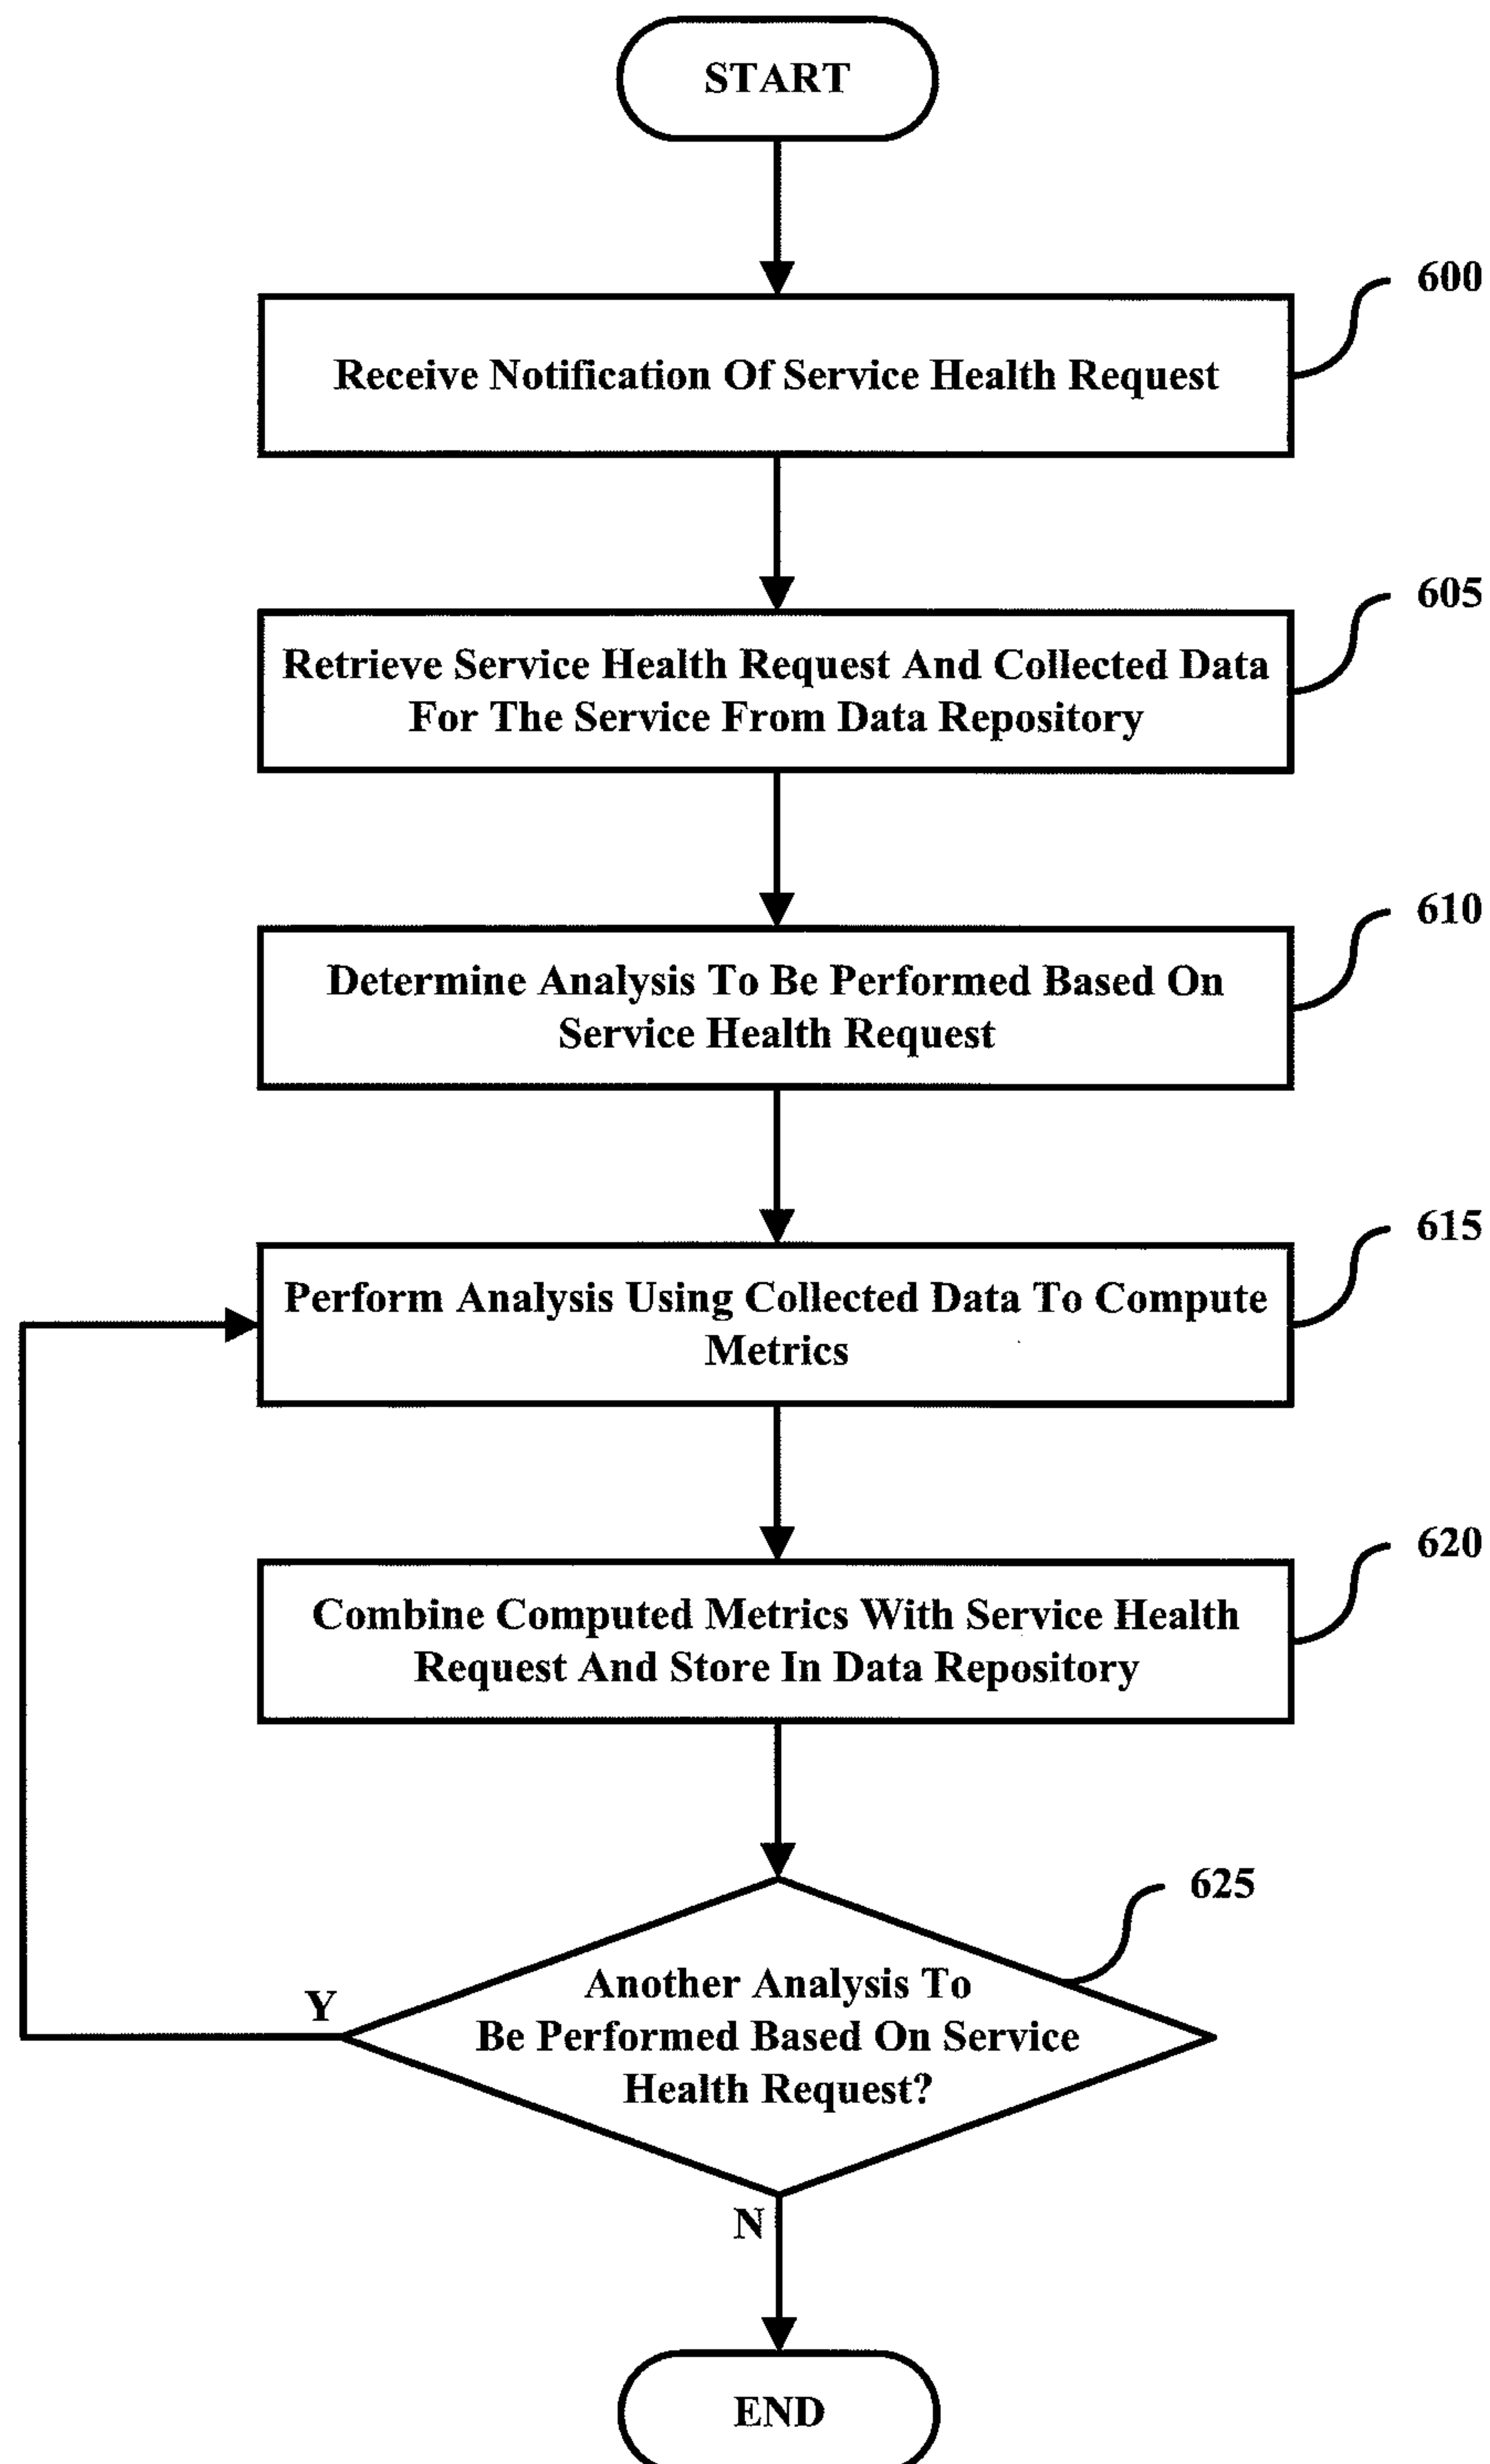 START
600
Receive Notification Of Service Health Request
605
Retrieve Service Health Request And Collected Data
For The Service From Data Repository
610
Determine Analysis To Be Performed Based On
Service Health Request
615
Perform Analysis Using Collected Data To Compute
Metrics
620
Combine Computed Metrics With Service Health
Request And Store In Data Repository
625
Another Analysis To
Be Performed Based On Service
Health Request?
Y
N
END